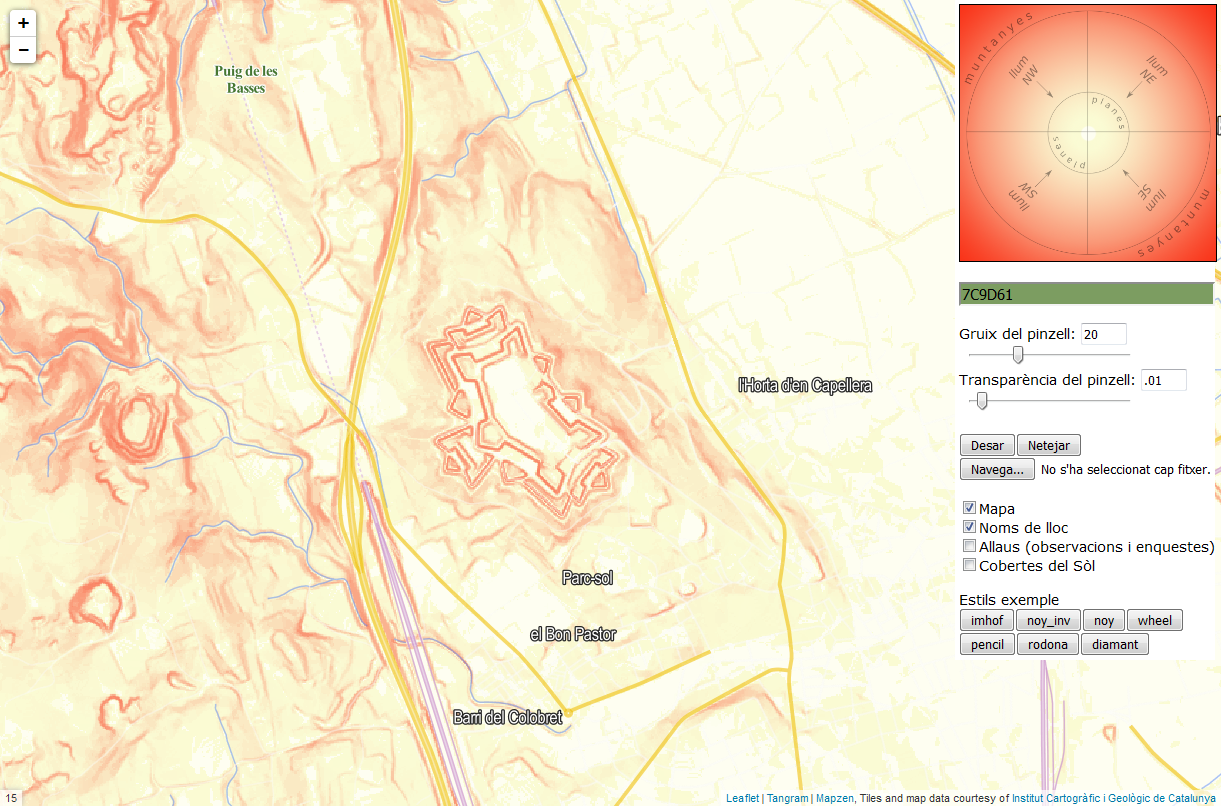 +
−
Puig de les
Basses
l'Horta d'en Capellera
Parc-sol
el Bon Pastor
Barri del Colobret
15
Leaflet | Tangram | Mapzen, Tiles and map data courtesy of Institut Cartogràfic i Geològic de Catalunya
muntanyes
llum
NW
llum
NE
planes
planes
llum
SW
llum
SE
muntanyes
7C9D61
Gruix del pinzell: 20
Transparència del pinzell: .01
Desar Netejar
Navega... No s'ha seleccionat cap fitxer.
Mapa
Noms de lloc
Allaus (observacions i enquestes)
Cobertes del Sòl
Estils exemple
imhof noy_inv noy wheel
pencil rodona diamant